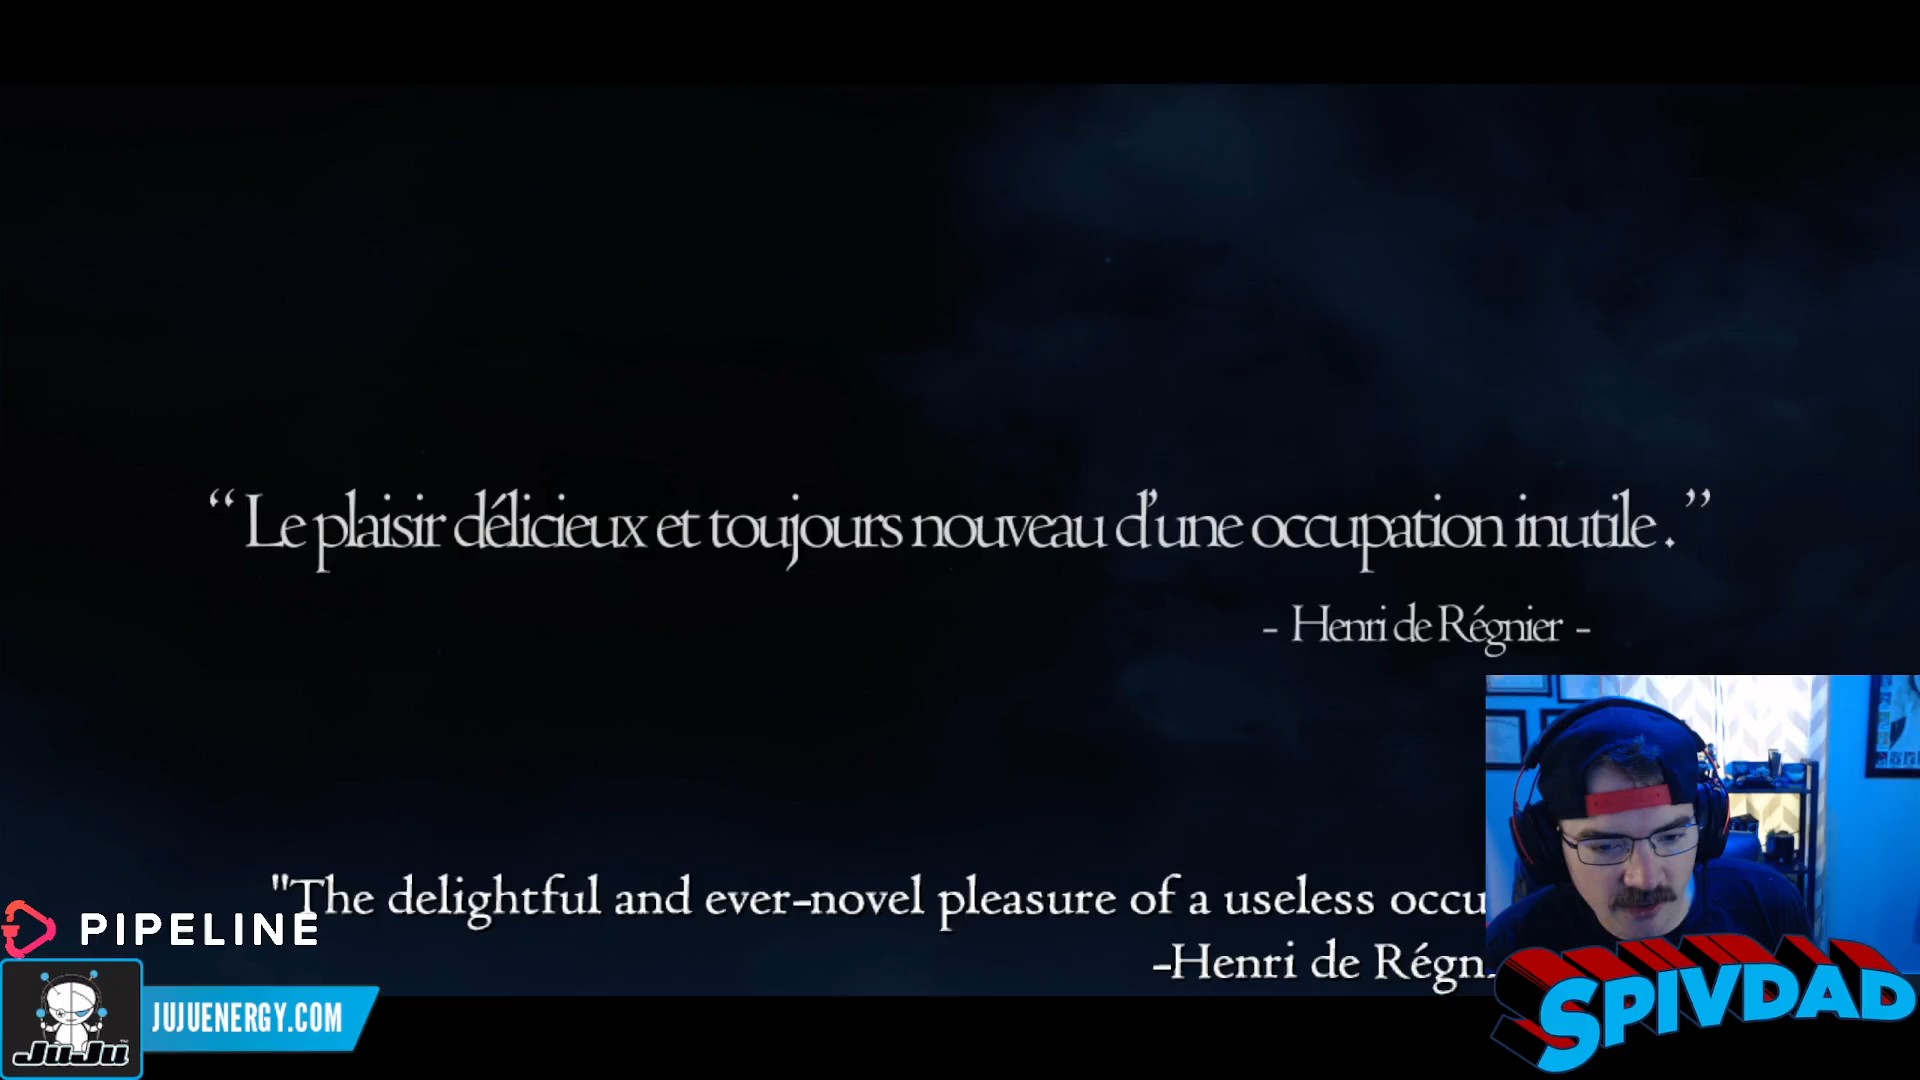 “ Le plaisir délicieux et toujours nouveau d’une occupation inutile . ”
- Henri de Régnier -
"The delightful and ever-novel pleasure of a useless
-Henri de
PIPELINE
JUJUENERGY.COM
JuJu
SPIVDAD